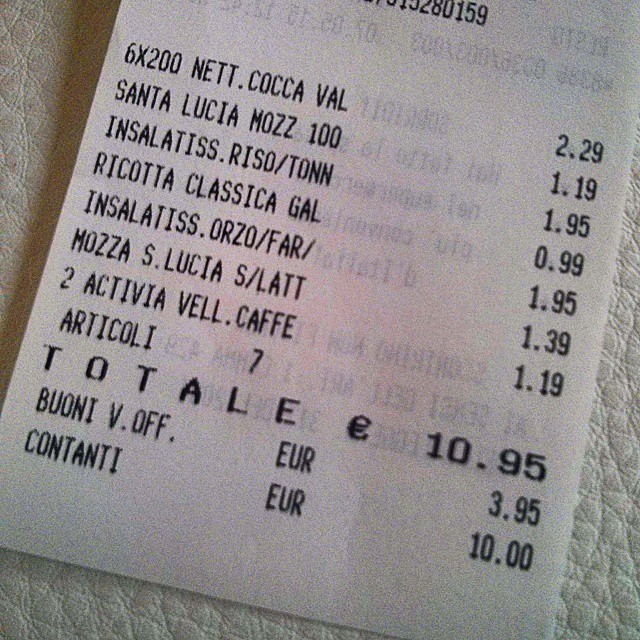 6X200 NETT.COCCA VAL 2.29
SANTA LUCIA MOZZ 100 1.19
INSALATISS.RISO/TONN 1.95
RICOTTA CLASSICA GAL 0.99
INSALATISS.ORZO/FAR/ 1.95
MOZZA S.LUCIA S/LATT 1.39
2 ACTIVIA VELL.CAFFE 1.19
ARTICOLI 7
TOTALE € 10.95
BUONI V.OFF. EUR 3.95
CONTANTI EUR 10.00